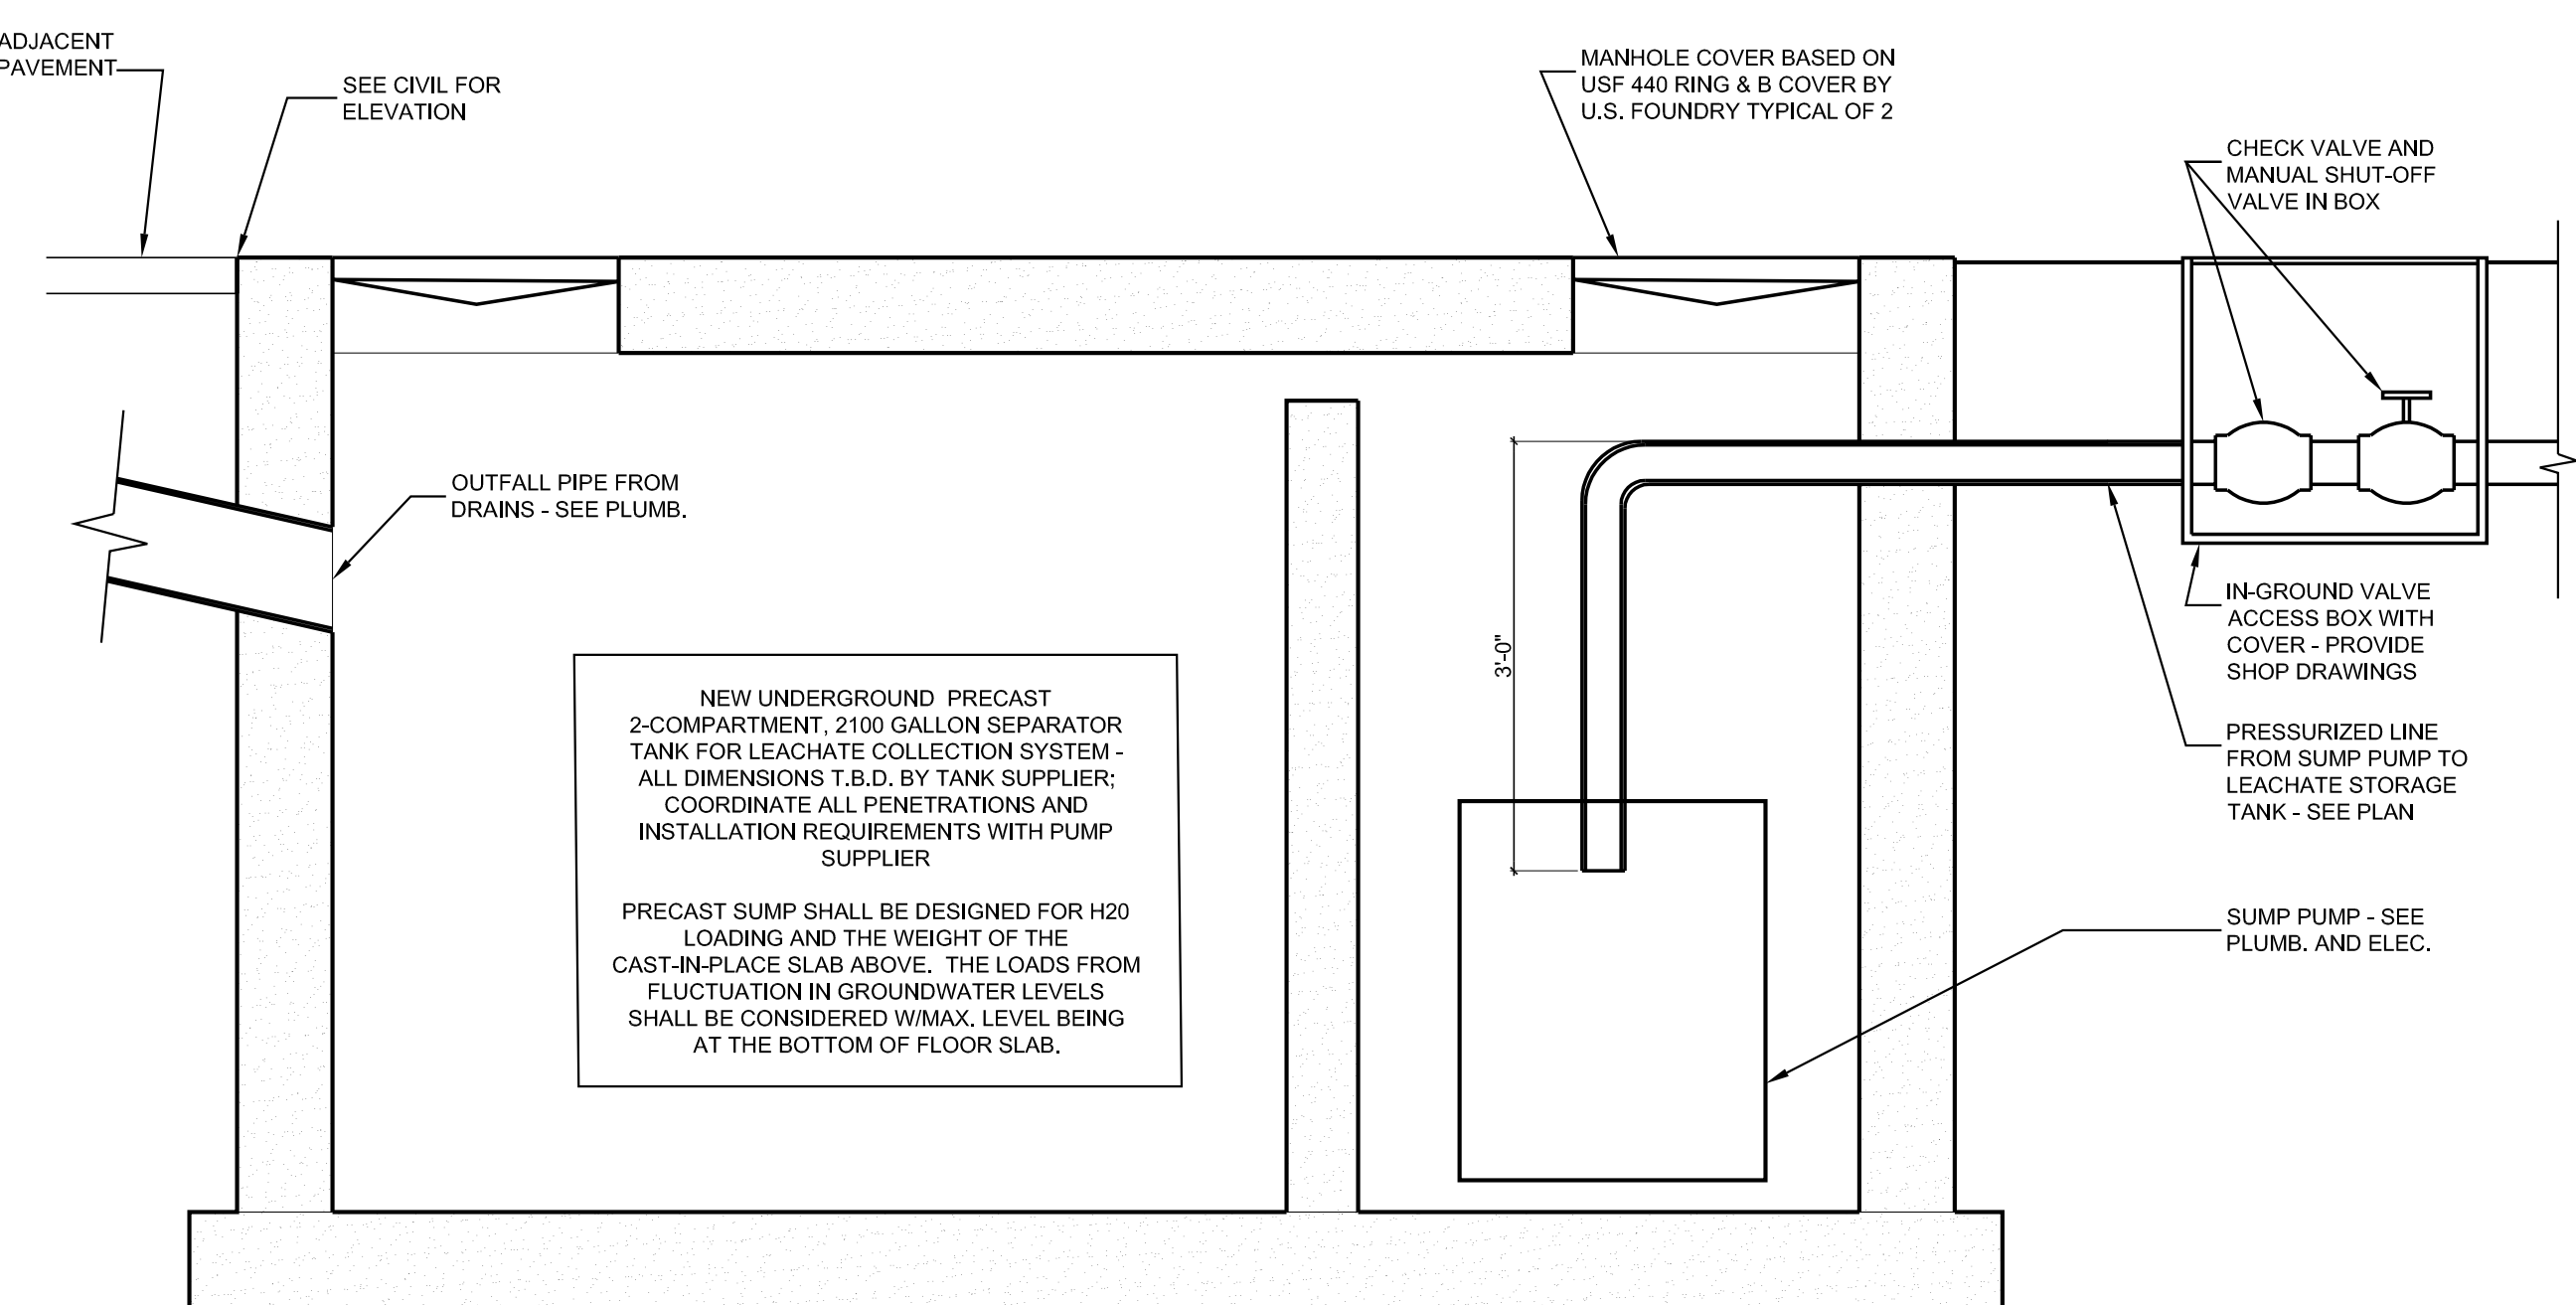 ADJACENT
PAVEMENT
SEE CIVIL FOR
ELEVATION
MANHOLE COVER BASED ON
USF 440 RING & B COVER BY
U.S. FOUNDRY TYPICAL OF 2
CHECK VALVE AND
MANUAL SHUT-OFF
VALVE IN BOX
OUTFALL PIPE FROM
DRAINS - SEE PLUMB.
3'-0"
IN-GROUND VALVE
ACCESS BOX WITH
COVER - PROVIDE
SHOP DRAWINGS
NEW UNDERGROUND PRECAST
2-COMPARTMENT, 2100 GALLON SEPARATOR
TANK FOR LEACHATE COLLECTION SYSTEM -
ALL DIMENSIONS T.B.D. BY TANK SUPPLIER;
COORDINATE ALL PENETRATIONS AND
INSTALLATION REQUIREMENTS WITH PUMP
SUPPLIER
PRECAST SUMP SHALL BE DESIGNED FOR H20
LOADING AND THE WEIGHT OF THE
CAST-IN-PLACE SLAB ABOVE. THE LOADS FROM
FLUCTUATION IN GROUNDWATER LEVELS
SHALL BE CONSIDERED W/MAX. LEVEL BEING
AT THE BOTTOM OF FLOOR SLAB.
PRESSURIZED LINE
FROM SUMP PUMP TO
LEACHATE STORAGE
TANK - SEE PLAN
SUMP PUMP - SEE
PLUMB. AND ELEC.